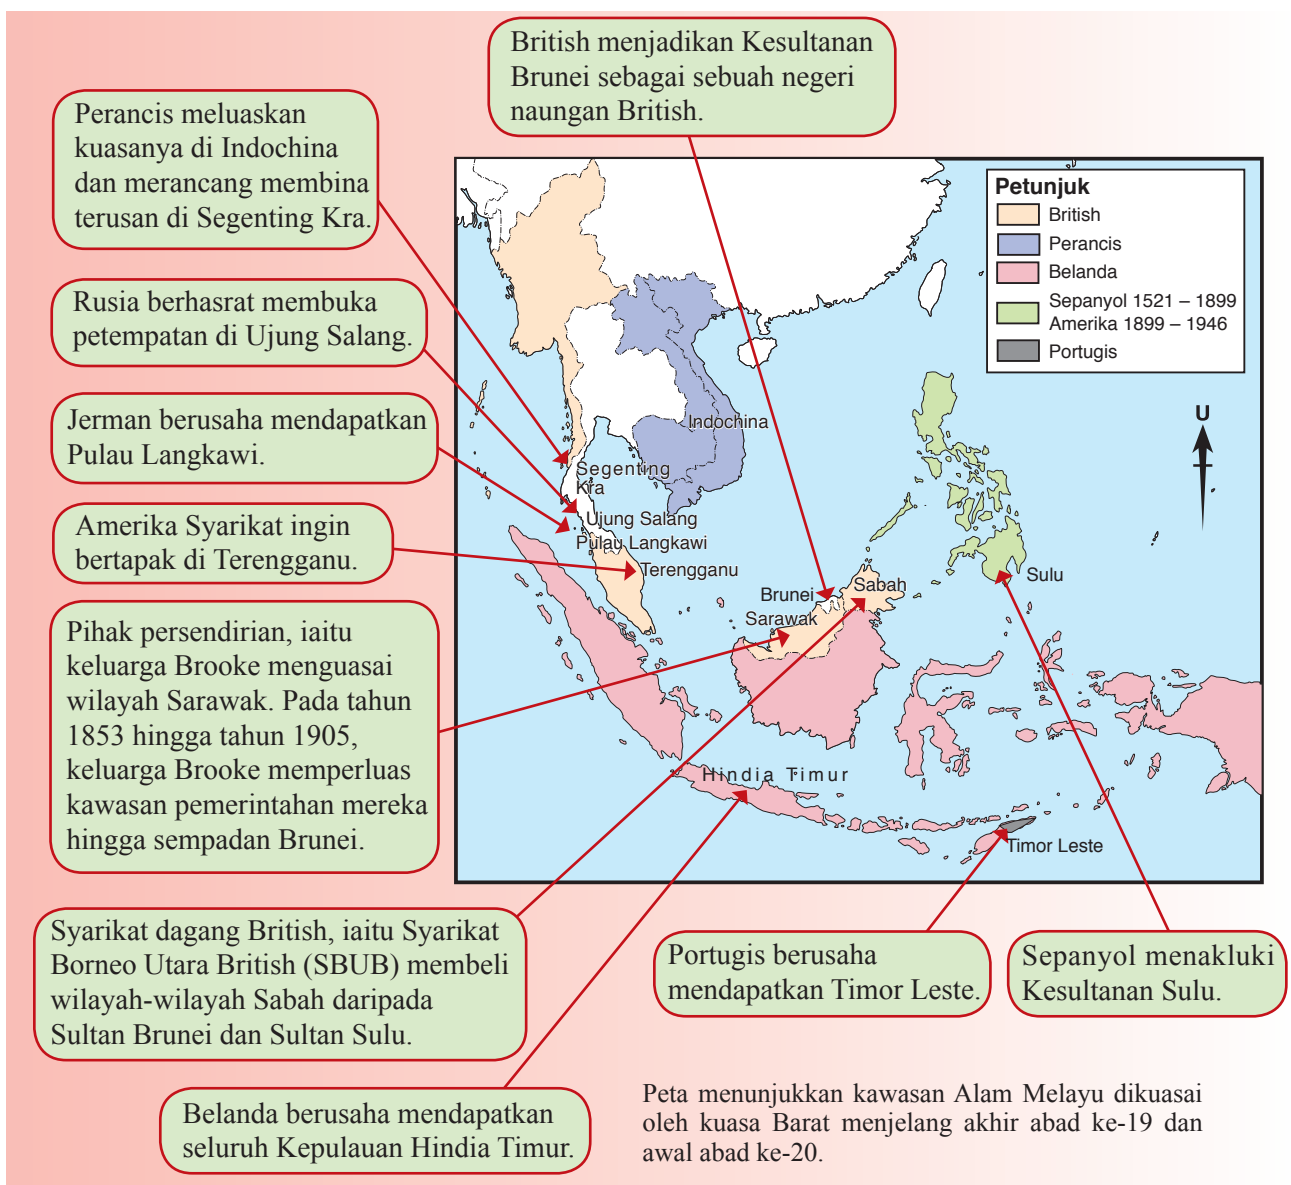 British menjadikan Kesultanan
Brunei sebagai sebuah negeri
naungan British.
Perancis meluaskan
kuasanya di Indochina
dan merancang membina
terusan di Segenting Kra.
Rusia berhasrat membuka
petempatan di Ujung Salang.
Jerman berusaha mendapatkan
Pulau Langkawi.
Amerika Syarikat ingin
bertapak di Terengganu.
Pihak persendirian, iaitu
keluarga Brooke menguasai
wilayah Sarawak. Pada tahun
1853 hingga tahun 1905,
keluarga Brooke memperluas
kawasan pemerintahan mereka
hingga sempadan Brunei.
Petunjuk
British
Perancis
Belanda
Sepanyol 1521 – 1899
Amerika 1899 – 1946
Portugis
U
Indochina
Segenting
Kra
Ujung Salang
Pulau Langkawi
Terengganu
Brunei
Sabah
Sarawak
Sulu
Hindia Timur
Timor Leste
Syarikat dagang British, iaitu Syarikat
Borneo Utara British (SBUB) membeli
wilayah-wilayah Sabah daripada
Sultan Brunei dan Sultan Sulu.
Portugis berusaha
mendapatkan Timor Leste.
Sepanyol menakluki
Kesultanan Sulu.
Belanda berusaha mendapatkan
seluruh Kepulauan Hindia Timur.
Peta menunjukkan kawasan Alam Melayu dikuasai
oleh kuasa Barat menjelang akhir abad ke-19 dan
awal abad ke-20.